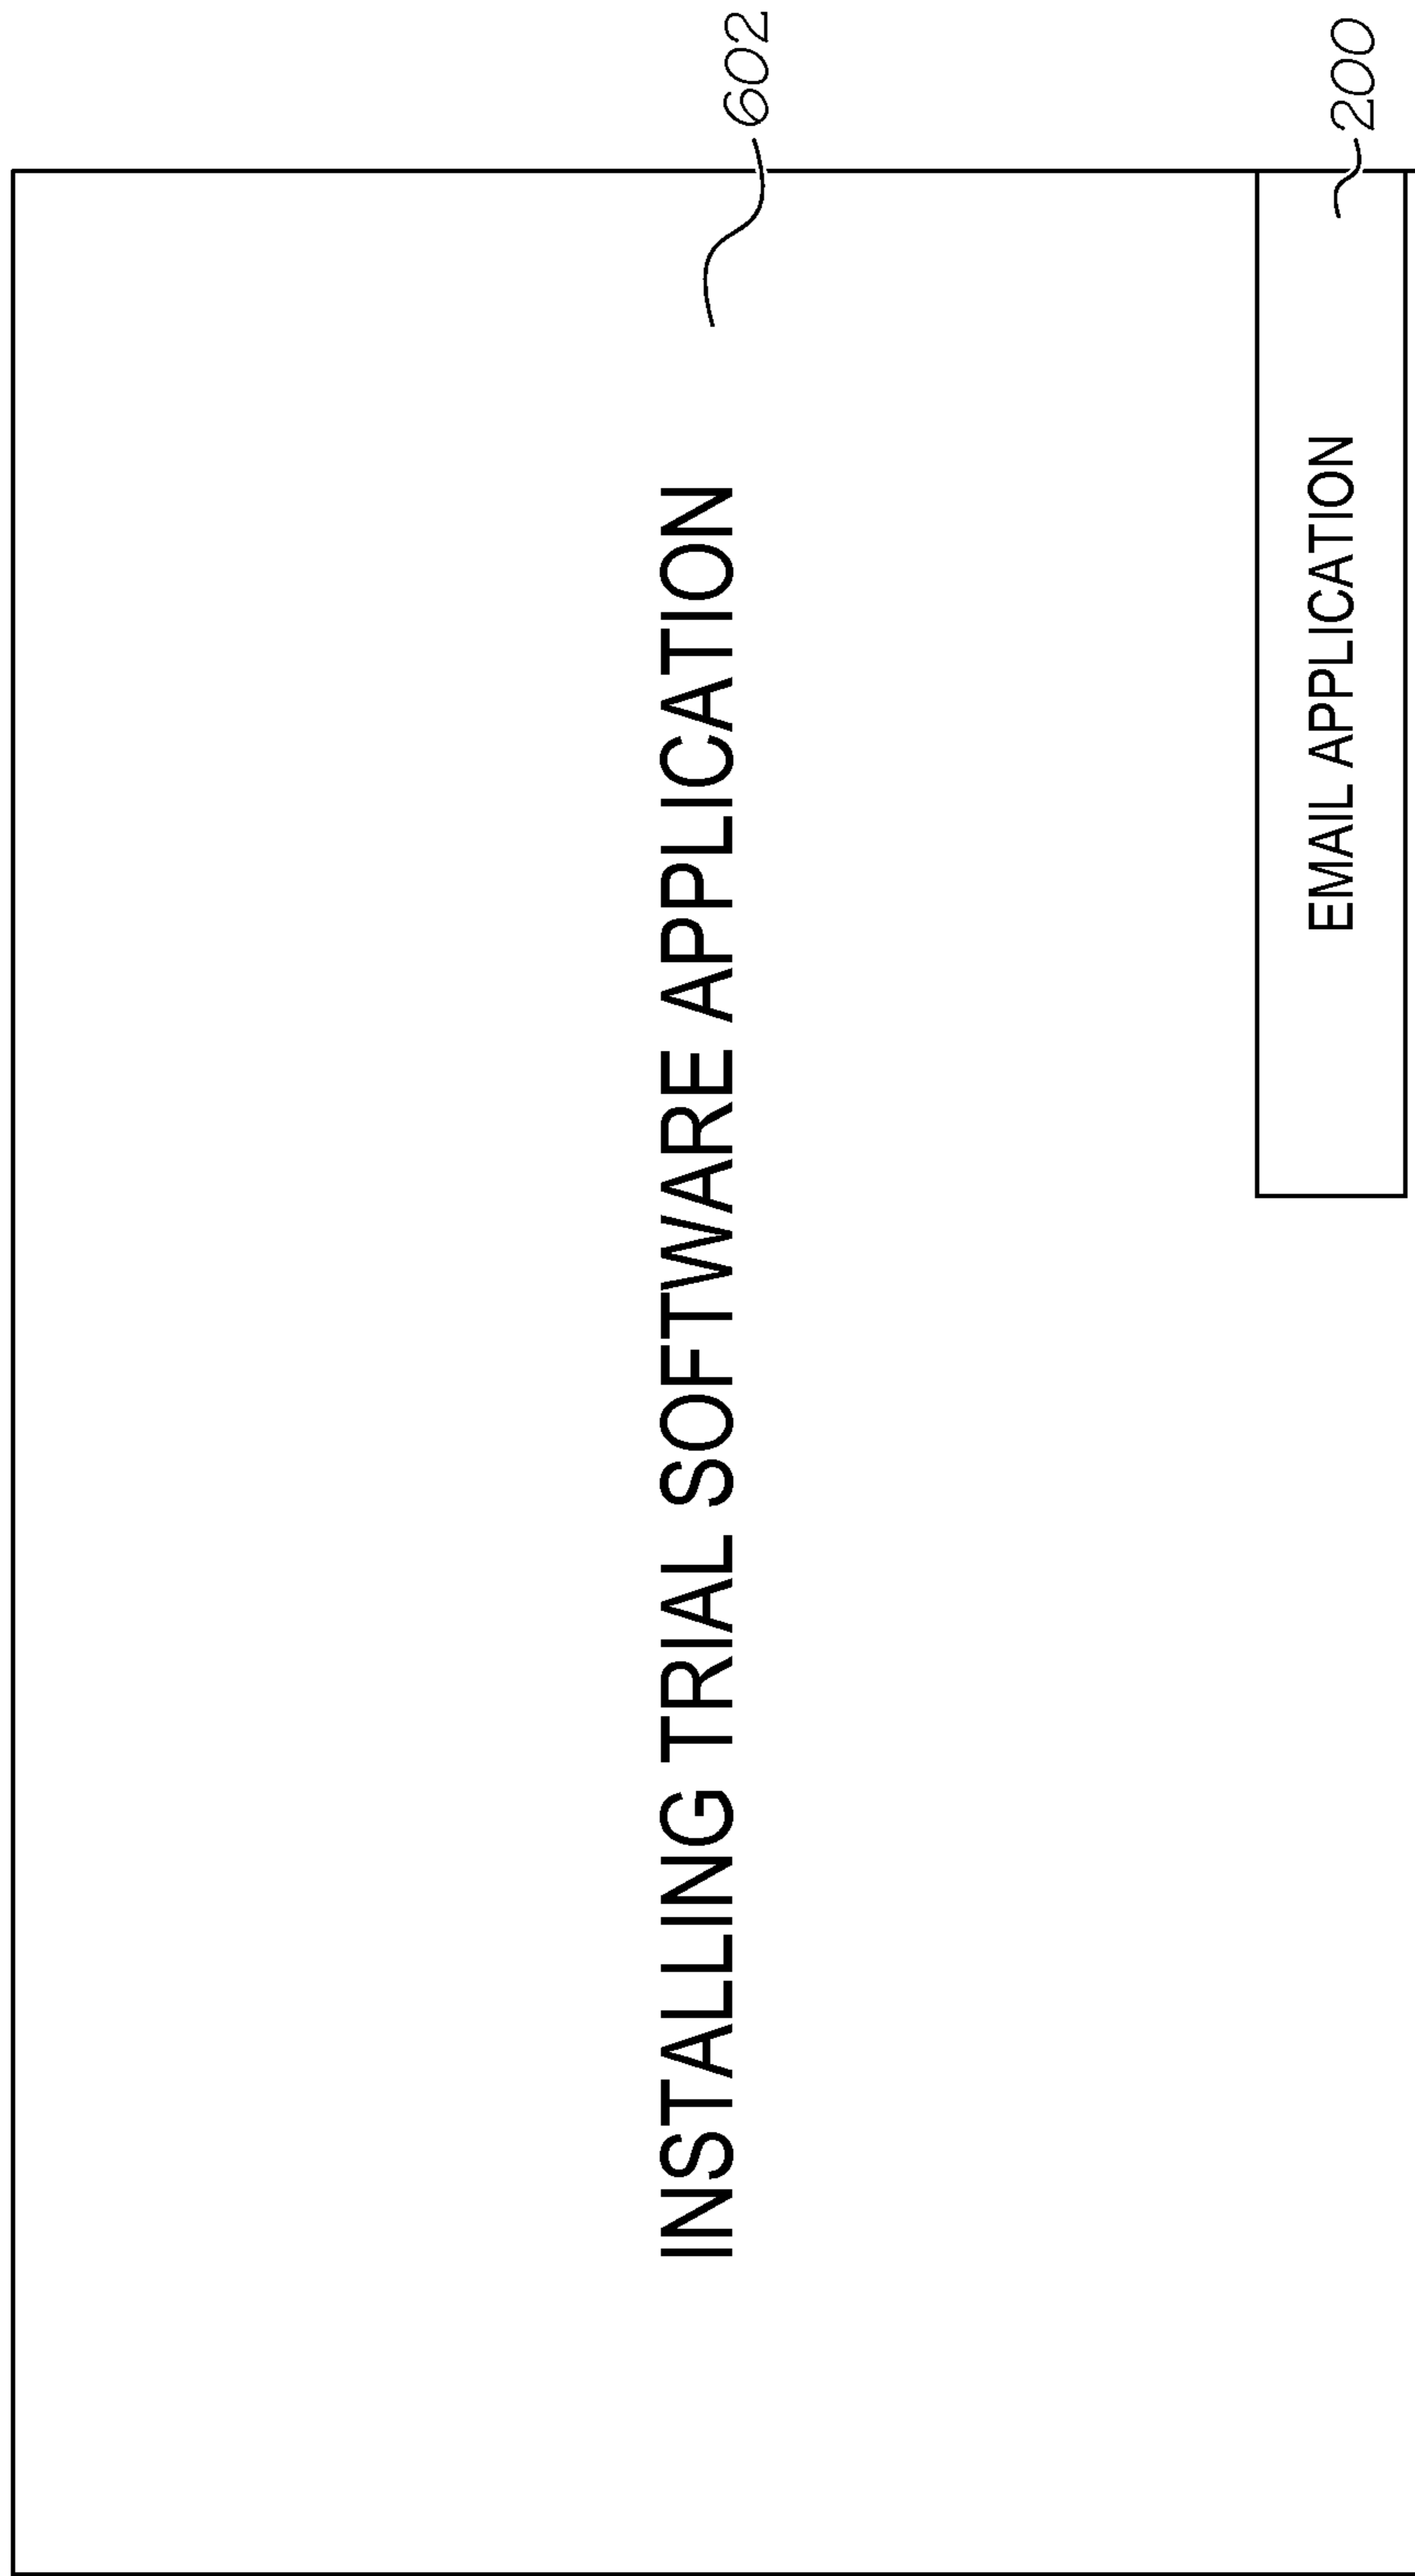 INSTALLING TRIAL SOFTWARE APPLICATION
602
EMAIL APPLICATION
200